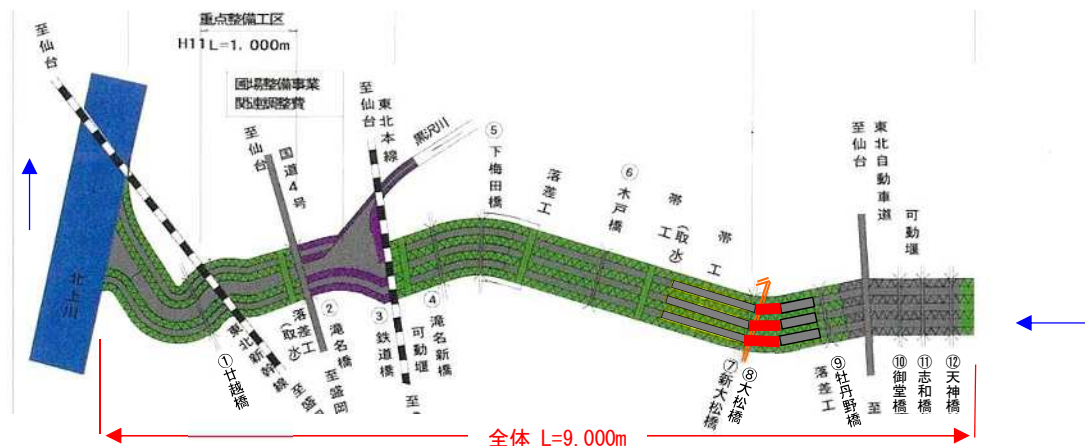 重点整備工区
H11 L=1,000m
圃場整備事業
関連調整費
至仙台
至仙台
国道4号
至仙台
東北本線
黒沢川
⑤
下梅田橋
落差工
⑥
木戸橋
帯工(取水)
帯工
至仙台
東北自動車道
可動堰
北上川
①廿越橋
東北新幹線
至盛
落差工(取水)
②滝名橋
至盛岡
③鉄道橋
可動堰
至
④滝名新橋
⑦新大松橋
⑧大松橋
落差工
⑨牡丹野橋
至
⑩御堂橋
⑪志和橋
⑫天神橋
全体 L=9.000m